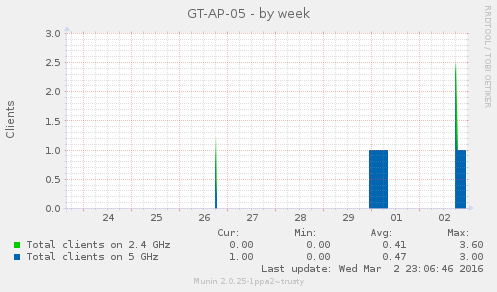 GT-AP-05 - by week
RRDTOOL / TOBI OETIKER
Clients
3.0
2.5
2.0
1.5
1.0
0.5
0.0
24 25 26 27 28 29 01 02
Cur: Min: Avg: Max:
Total clients on 2.4 GHz 0.00 0.00 0.41 3.60
Total clients on 5 GHz 1.00 0.00 0.47 3.00
Last update: Wed Mar 2 23:06:46 2016
Munin 2.0.25-1ppa2~trusty